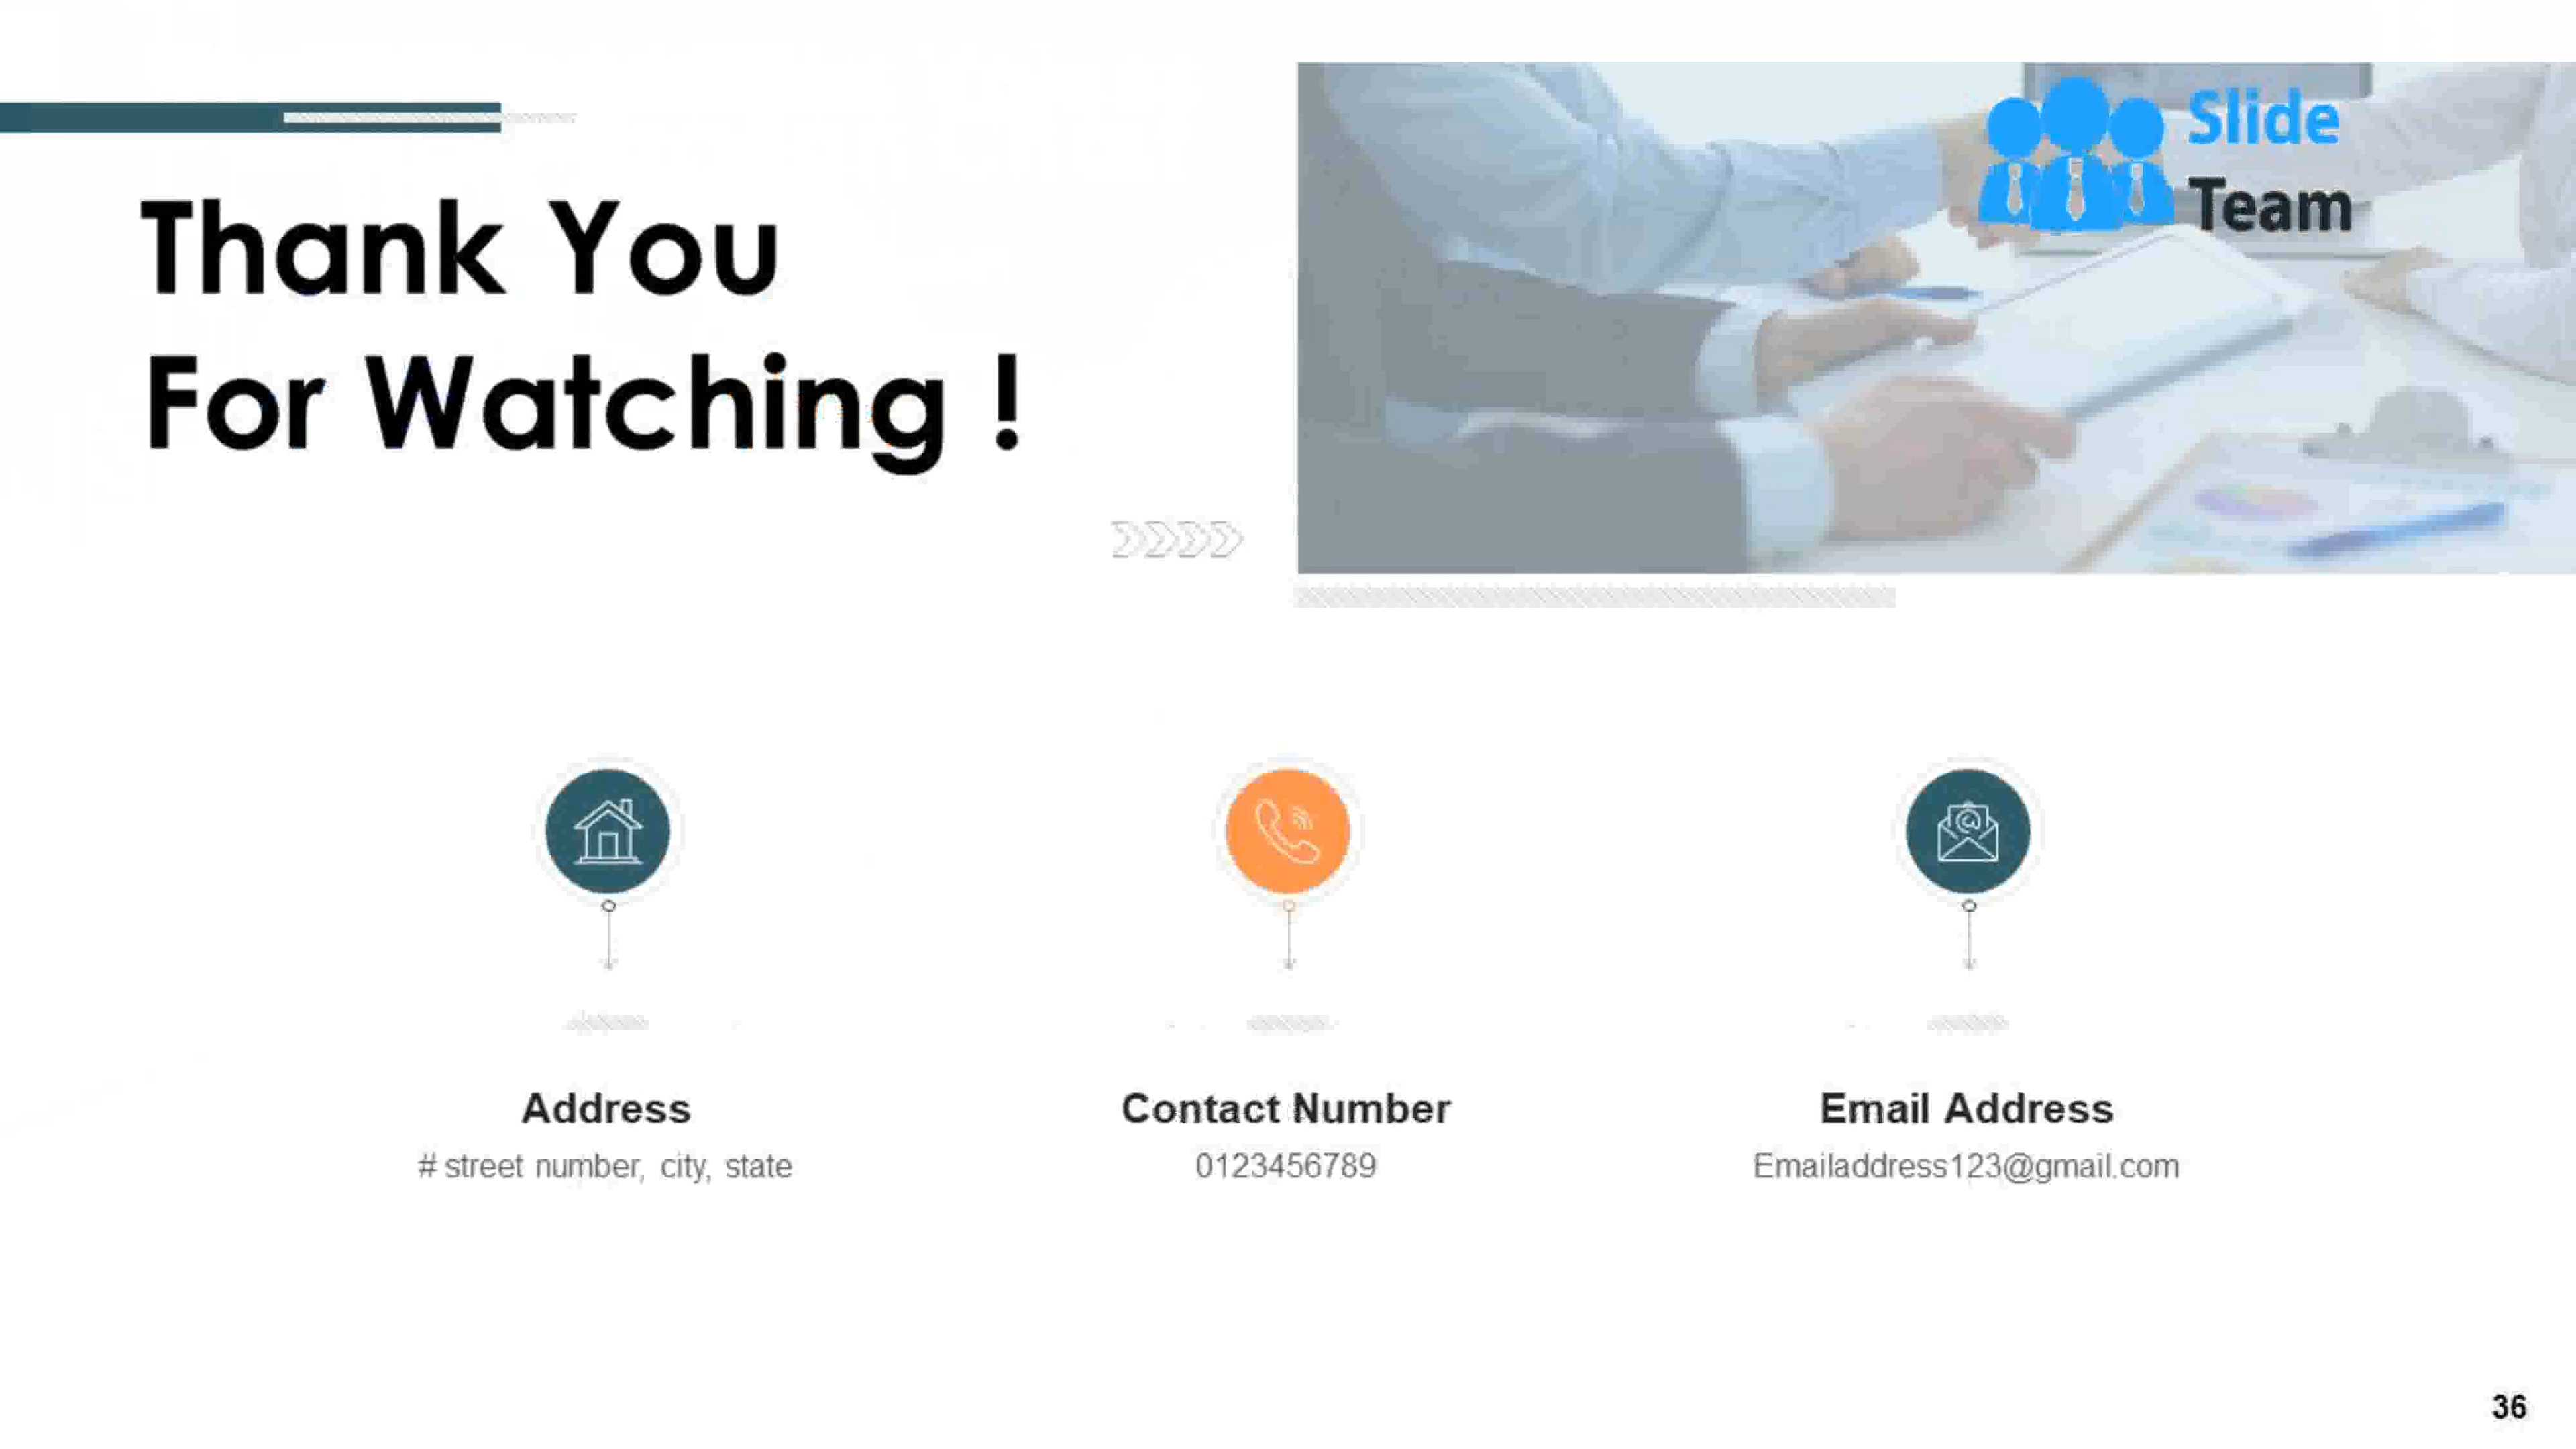 Slide
Team
Thank You
For Watching !
Address
# street number, city, state
Contact Number
0123456789
Email Address
Emailaddress123@gmail.com
36